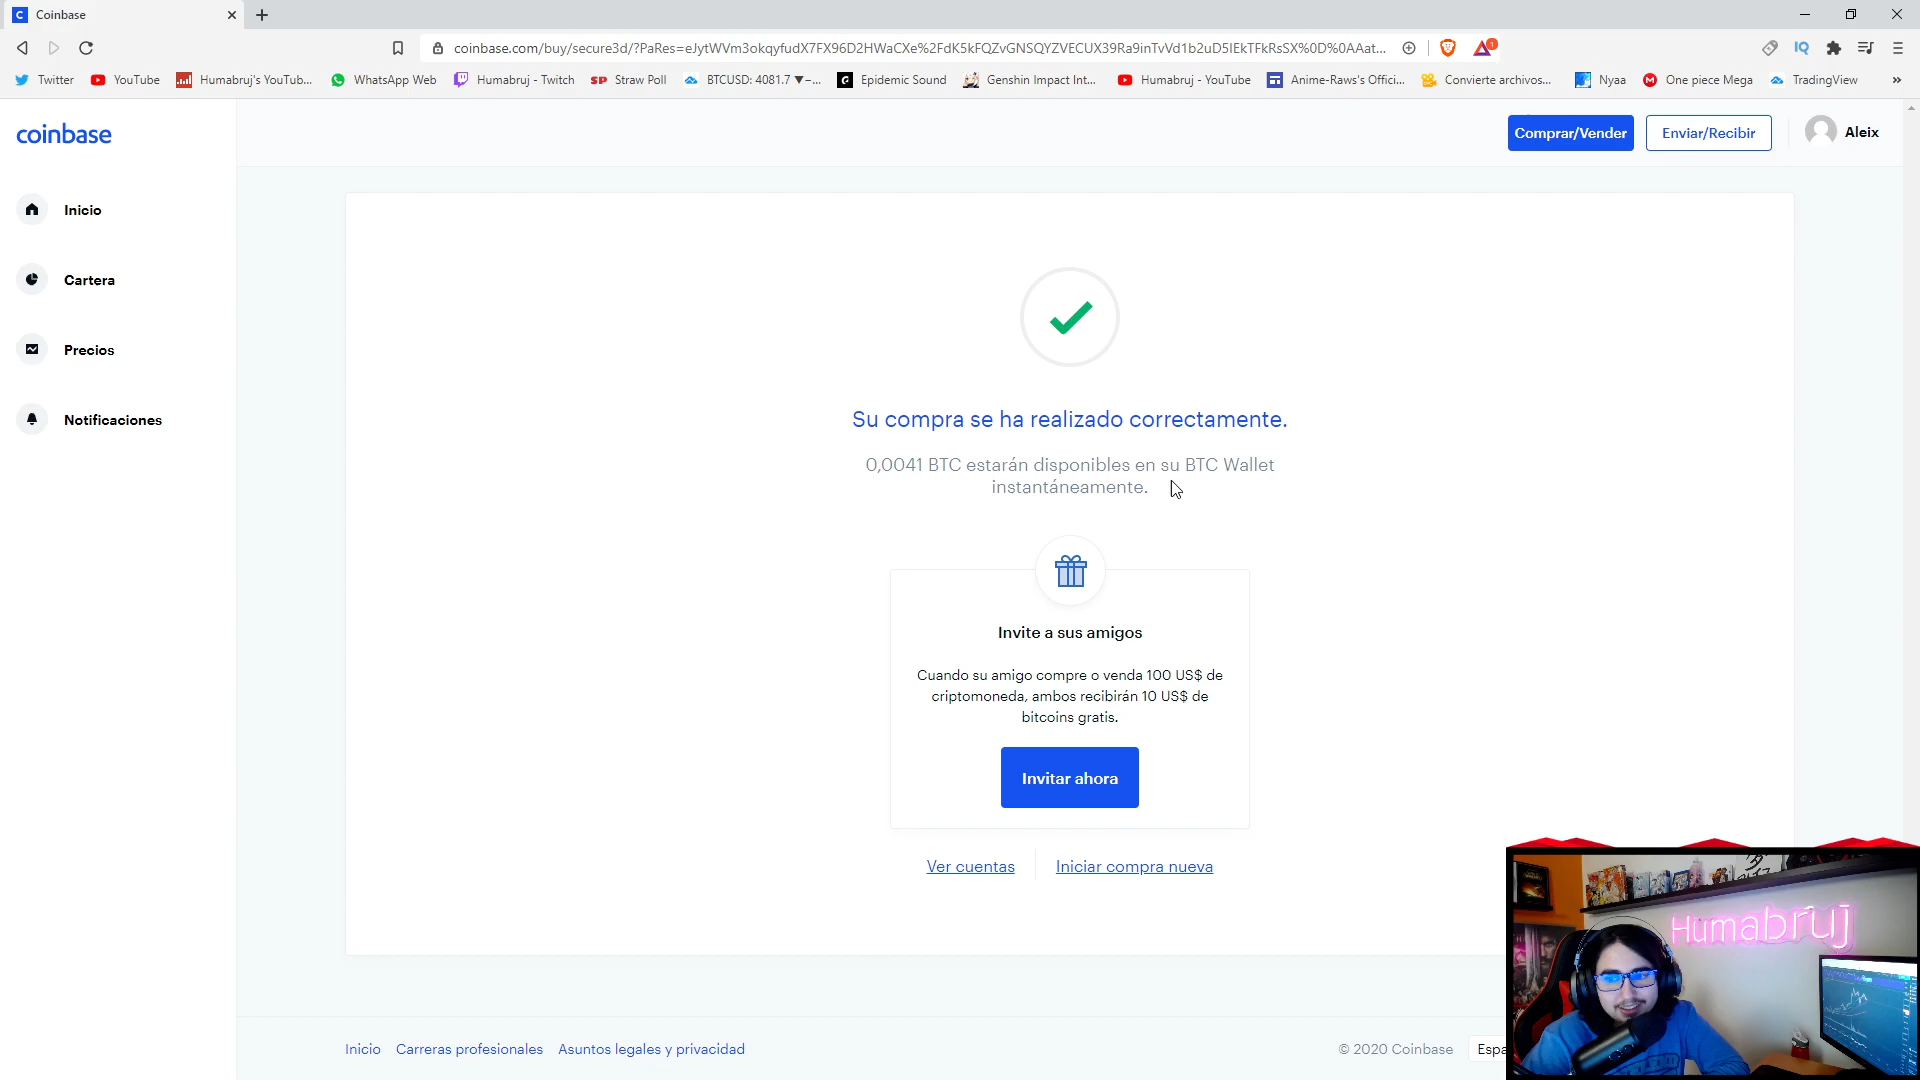 Coinbase
coinbase.com/buy/secure3d/?PaRes=eJytWVm3okqyfudX7FX96D2HWaCXe%2FdK5kFQZvGNSQYZVECUX39Ra9inTvVd1b2uD5IEkTFkRsSX%0D%0AAat...
1
Twitter
YouTube
Humabruj's YouTub...
WhatsApp Web
Humabruj - Twitch
SP Straw Poll
BTCUSD: 4081.7 ▼−...
Epidemic Sound
Genshin Impact Int...
Humabruj - YouTube
Anime-Raws's Offici...
Convierte archivos...
Nyaa
One piece Mega
TradingView
»
coinbase
Comprar/Vender
Enviar/Recibir
Aleix
Inicio
Cartera
Precios
Notificaciones
Su compra se ha realizado correctamente.
0,0041 BTC estarán disponibles en su BTC Wallet
instantáneamente.
Invite a sus amigos
Cuando su amigo compre o venda 100 US$ de
criptomoneda, ambos recibirán 10 US$ de
bitcoins gratis.
Invitar ahora
Ver cuentas
Iniciar compra nueva
Inicio
Carreras profesionales
Asuntos legales y privacidad
© 2020 Coinbase
Espa
Humabruj